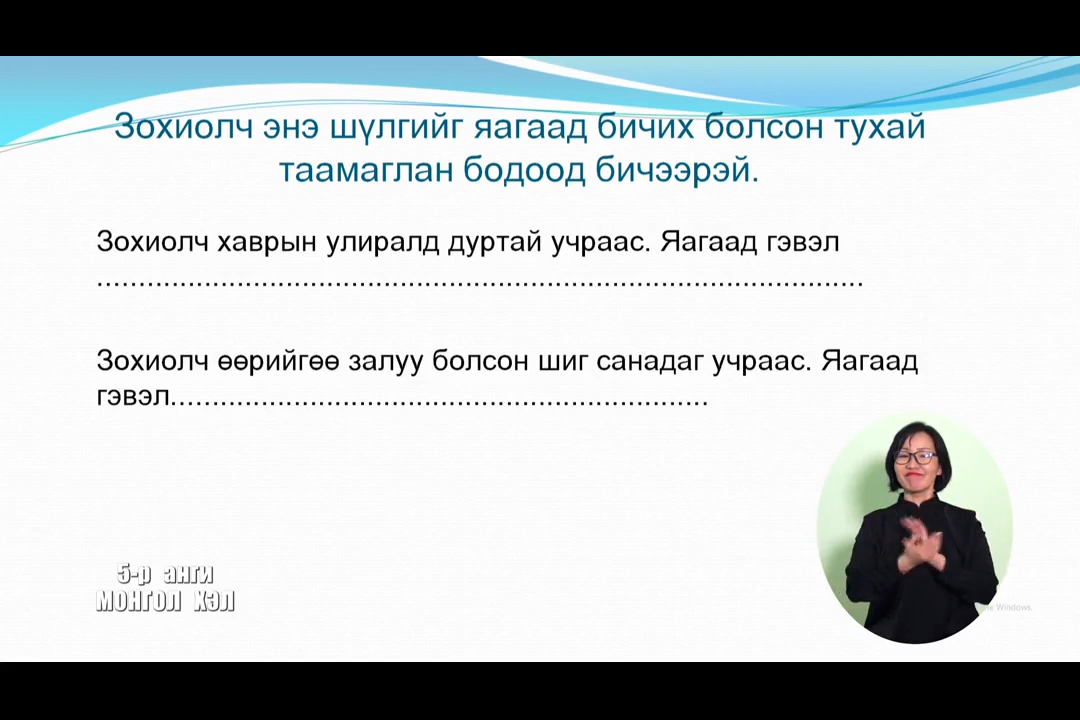 Зохиолч энэ шүлгийг яагаад бичих болсон тухай
таамаглан бодоод бичээрэй.
Зохиолч хаврын улиралд дуртай учраас. Яагаад гэвэл
............................................................................................
Зохиолч өөрийгөө залуу болсон шиг санадаг учраас. Яагаад
гэвэл.................................................................
5-р анги
МОНГОЛ ХЭЛ
Windows.